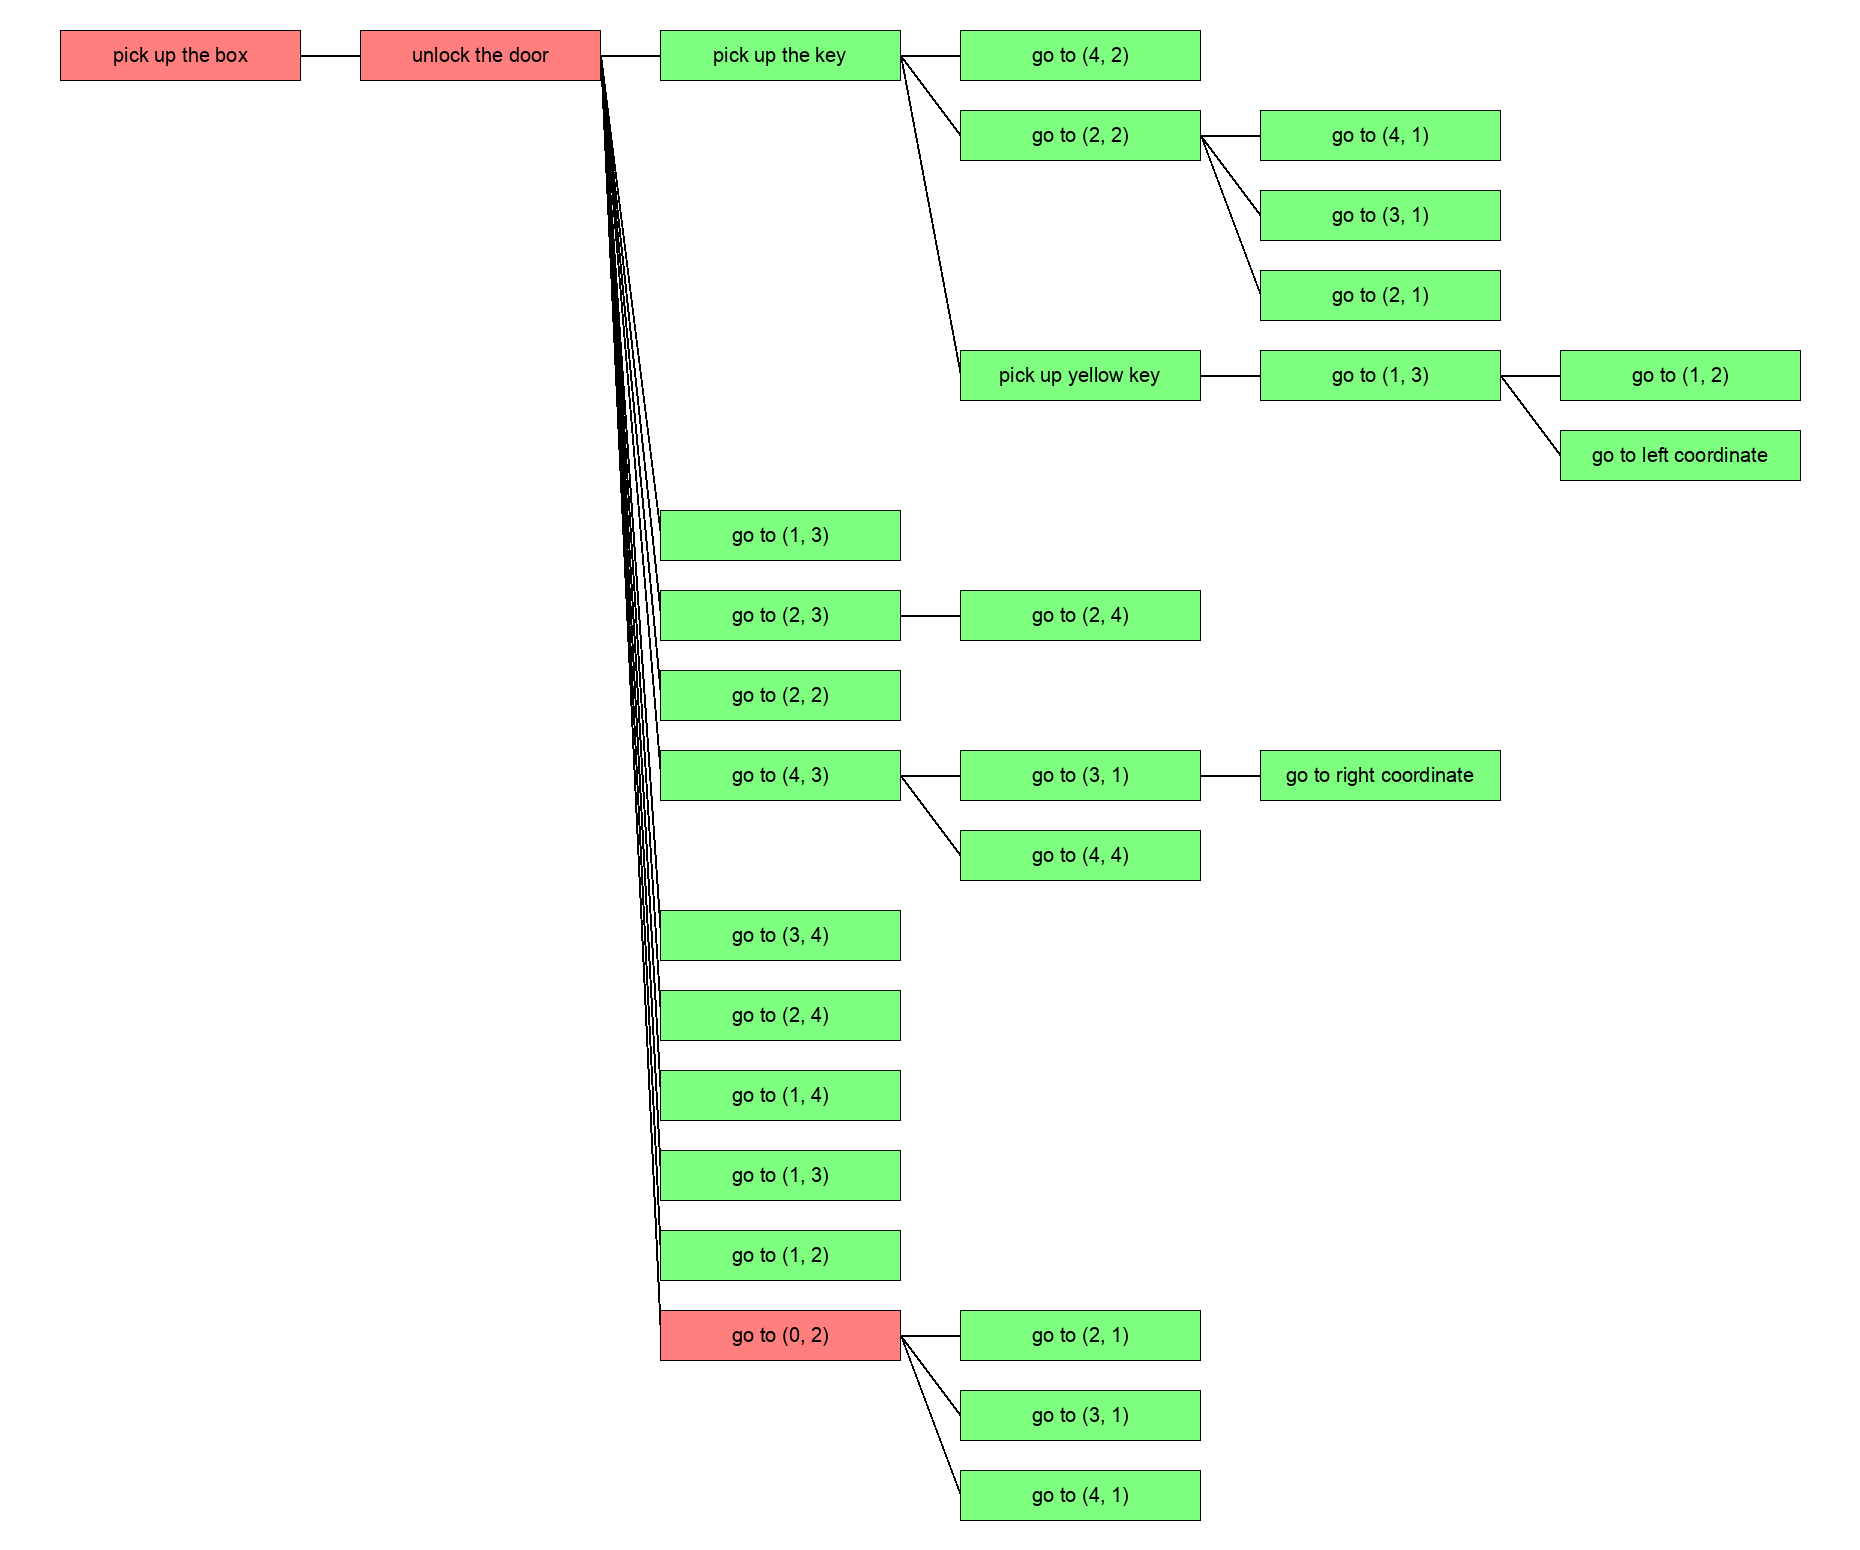 pick up the box
unlock the door
pick up the key
go to (4, 2)
go to (2, 2)
go to (4, 1)
go to (3, 1)
go to (2, 1)
pick up yellow key
go to (1, 3)
go to (1, 2)
go to left coordinate
go to (1, 3)
go to (2, 3)
go to (2, 4)
go to (2, 2)
go to (4, 3)
go to (3, 1)
go to right coordinate
go to (4, 4)
go to (3, 4)
go to (2, 4)
go to (1, 4)
go to (1, 3)
go to (1, 2)
go to (0, 2)
go to (2, 1)
go to (3, 1)
go to (4, 1)